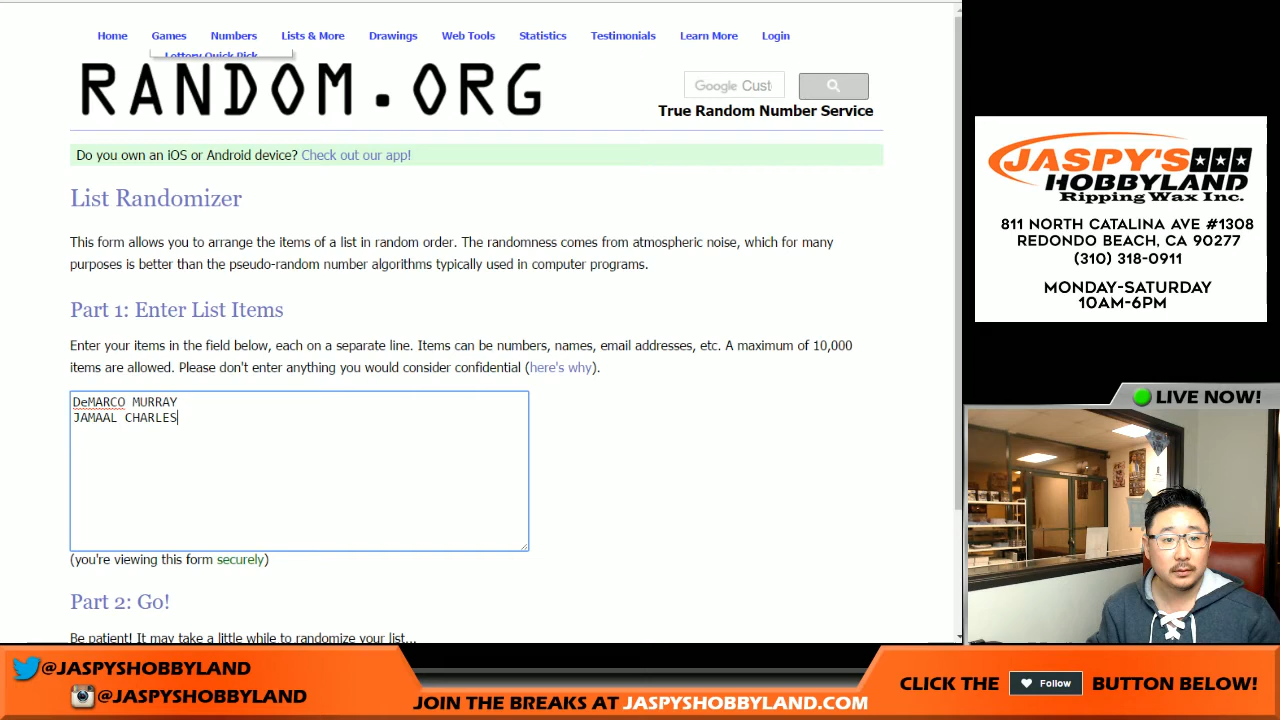 Home Games Numbers Lists & More Drawings Web Tools Statistics Testimonials Learn More Login
Lottery Quick Pick
RANDOM.ORG
Google Cust
True Random Number Service
Do you own an iOS or Android device? Check out our app!
List Randomizer
This form allows you to arrange the items of a list in random order. The randomness comes from atmospheric noise, which for many
purposes is better than the pseudo-random number algorithms typically used in computer programs.
Part 1: Enter List Items
Enter your items in the field below, each on a separate line. Items can be numbers, names, email addresses, etc. A maximum of 10,000
items are allowed. Please don't enter anything you would consider confidential (here's why).
DeMARCO MURRAY
JAMAAL CHARLES
(you're viewing this form securely)
Part 2: Go!
Be patient! It may take a little while to randomize your list...
JASPY'S
HOBBYLAND
Ripping Wax Inc.
811 NORTH CATALINA AVE #1308
REDONDO BEACH, CA 90277
(310) 318-0911
MONDAY-SATURDAY
10AM-6PM
LIVE NOW!
@JASPYSHOBBYLAND
@JASPYSHOBBYLAND
JOIN THE BREAKS AT JASPYSHOBBYLAND.COM
CLICK THE Follow BUTTON BELOW!